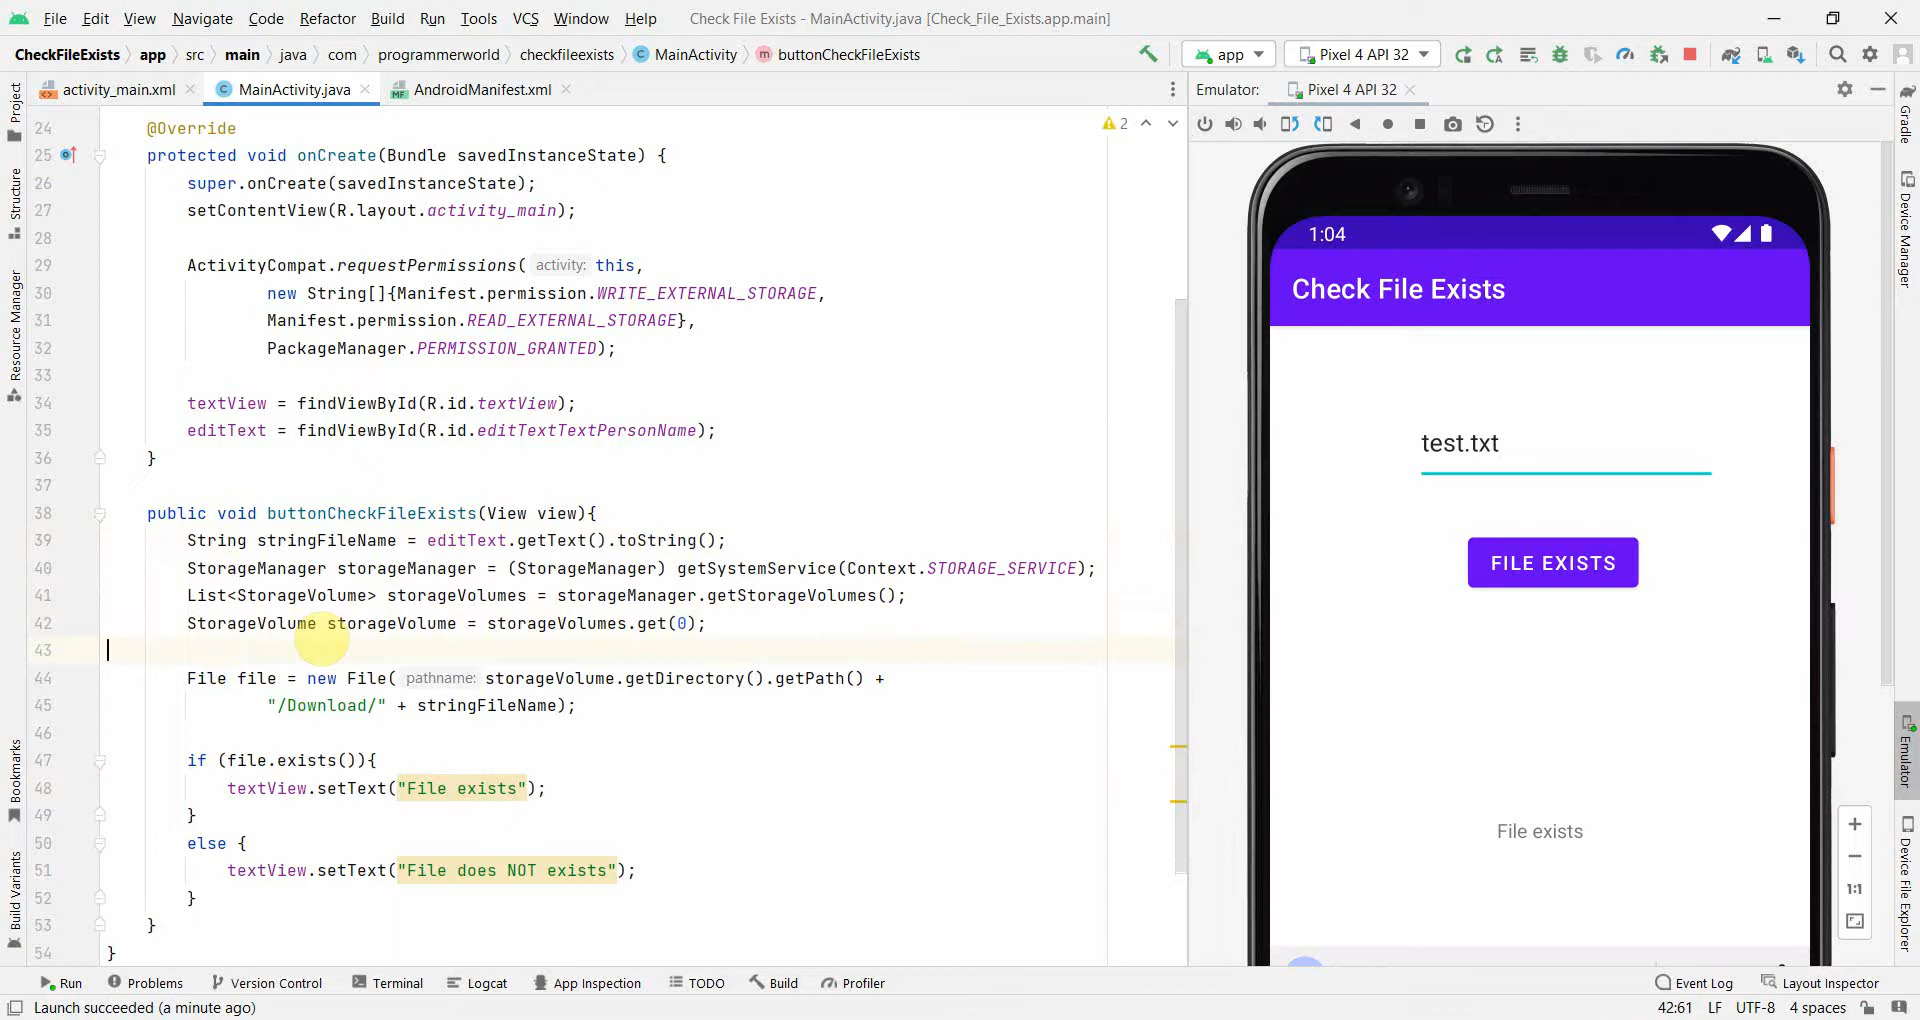 File Edit View Navigate Code Refactor Build Run Tools VCS Window Help Check File Exists - MainActivity.java [Check_File_Exists.app.main]
CheckFileExists app src main java com programmerworld checkfileexists C MainActivity m buttonCheckFileExists app Pixel 4 API 32
activity_main.xml C MainActivity.java MF AndroidManifest.xml Emulator: Pixel 4 API 32
Project
Structure
Resource Manager
Bookmarks
Build Variants
2
24 @Override
25 protected void onCreate(Bundle savedInstanceState) {
26 super.onCreate(savedInstanceState);
27 setContentView(R.layout.activity_main);
28
29 ActivityCompat.requestPermissions( activity: this,
30 new String[]{Manifest.permission.WRITE_EXTERNAL_STORAGE,
31 Manifest.permission.READ_EXTERNAL_STORAGE},
32 PackageManager.PERMISSION_GRANTED);
33
34 textView = findViewById(R.id.textView);
35 editText = findViewById(R.id.editTextTextPersonName);
36 }
37
38 public void buttonCheckFileExists(View view){
39 String stringFileName = editText.getText().toString();
40 StorageManager storageManager = (StorageManager) getSystemService(Context.STORAGE_SERVICE);
41 List<StorageVolume> storageVolumes = storageManager.getStorageVolumes();
42 StorageVolume storageVolume = storageVolumes.get(0);
43
44 File file = new File( pathname: storageVolume.getDirectory().getPath() +
45 "/Download/" + stringFileName);
46
47 if (file.exists()){
48 textView.setText("File exists");
49 }
50 else {
51 textView.setText("File does NOT exists");
52 }
53 }
54 }
1:04
Check File Exists
test.txt
FILE EXISTS
File exists
1:1
Gradle
Device Manager
Emulator
Device File Explorer
Run Problems Version Control Terminal Logcat App Inspection TODO Build Profiler Event Log Layout Inspector
Launch succeeded (a minute ago) 42:61 LF UTF-8 4 spaces